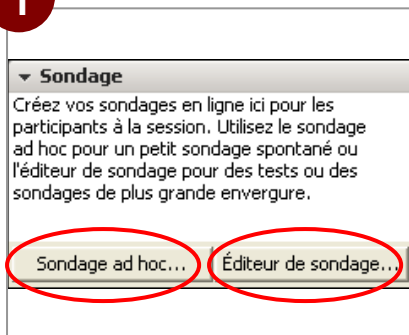 1
Sondage
Créez vos sondages en ligne ici pour les
participants à la session. Utilisez le sondage
ad hoc pour un petit sondage spontané ou
l'éditeur de sondage pour des tests ou des
sondages de plus grande envergure.
Sondage ad hoc... Éditeur de sondage...